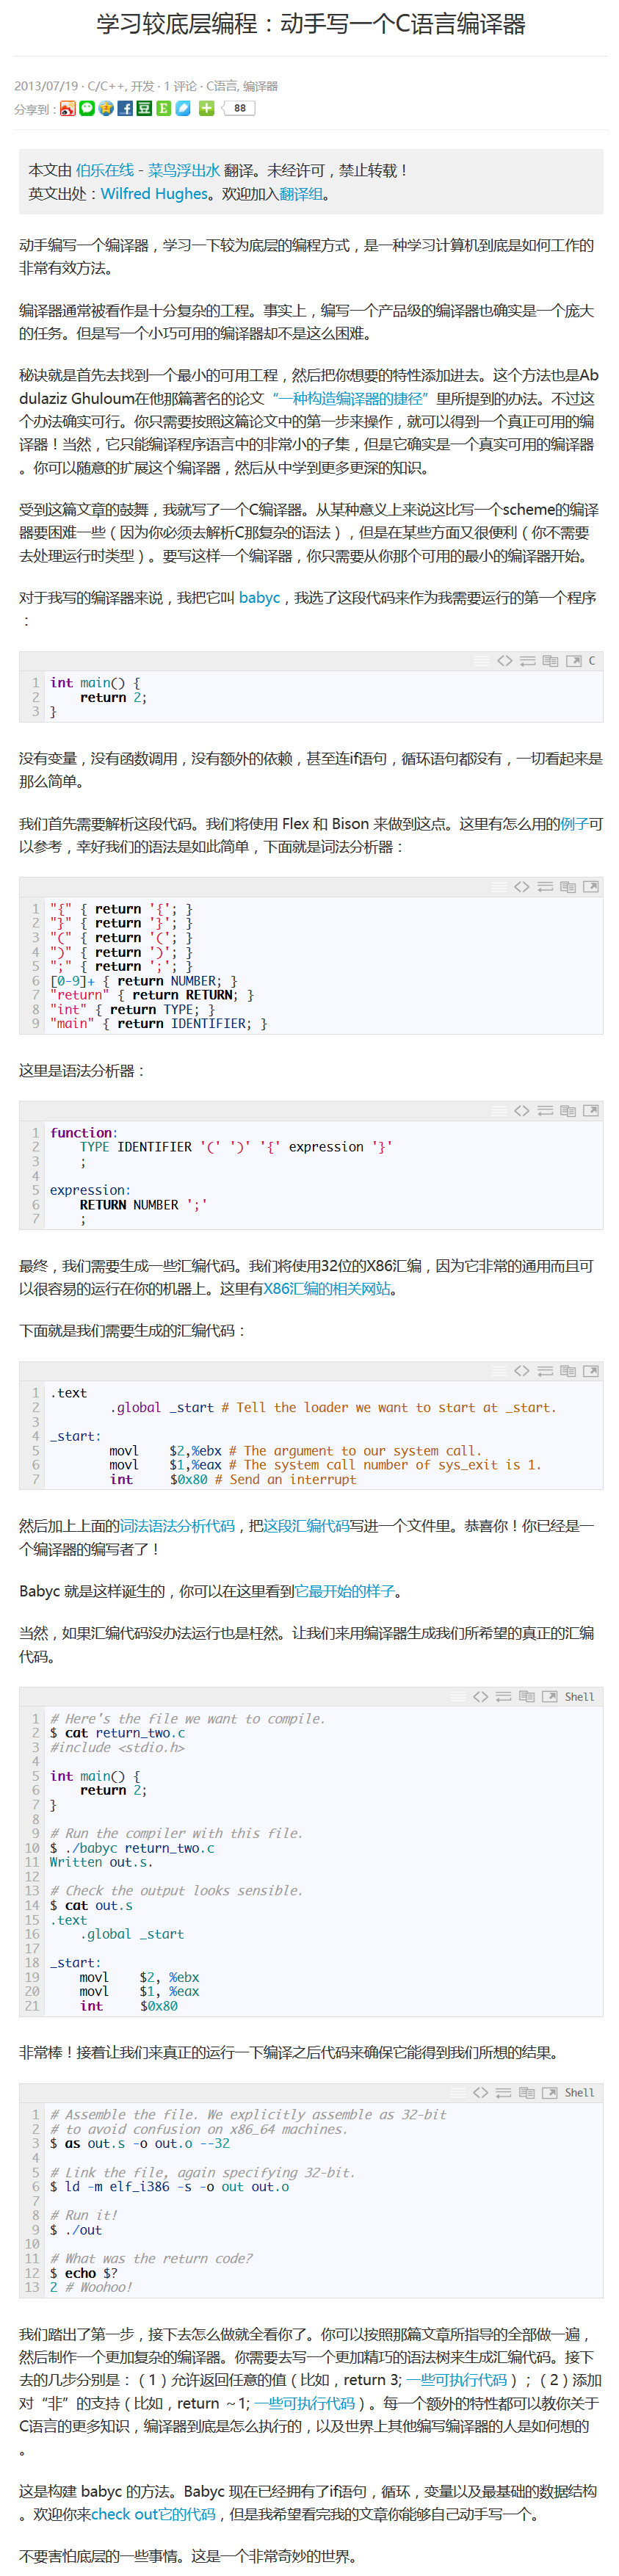 学习较底层编程：动手写一个C语言编译器
2013/07/19 · C/C++, 开发 · 1 评论 · C语言, 编译器
分享到： 88
本文由 伯乐在线 - 菜鸟浮出水 翻译。未经许可，禁止转载！
英文出处：Wilfred Hughes。欢迎加入翻译组。
动手编写一个编译器，学习一下较为底层的编程方式，是一种学习计算机到底是如何工作的
非常有效方法。
编译器通常被看作是十分复杂的工程。事实上，编写一个产品级的编译器也确实是一个庞大
的任务。但是写一个小巧可用的编译器却不是这么困难。
秘诀就是首先去找到一个最小的可用工程，然后把你想要的特性添加进去。这个方法也是Ab
dulaziz Ghuloum在他那篇著名的论文“一种构造编译器的捷径”里所提到的办法。不过这
个办法确实可行。你只需要按照这篇论文中的第一步来操作，就可以得到一个真正可用的编
译器！当然，它只能编译程序语言中的非常小的子集，但是它确实是一个真实可用的编译器
。你可以随意的扩展这个编译器，然后从中学到更多更深的知识。
受到这篇文章的鼓舞，我就写了一个C编译器。从某种意义上来说这比写一个scheme的编译
器要困难一些（因为你必须去解析C那复杂的语法），但是在某些方面又很便利（你不需要
去处理运行时类型）。要写这样一个编译器，你只需要从你那个可用的最小的编译器开始。
对于我写的编译器来说，我把它叫 babyc，我选了这段代码来作为我需要运行的第一个程序
：
C
1 int main() {
2     return 2;
3 }
没有变量，没有函数调用，没有额外的依赖，甚至连if语句，循环语句都没有，一切看起来是
那么简单。
我们首先需要解析这段代码。我们将使用 Flex 和 Bison 来做到这点。这里有怎么用的例子可
以参考，幸好我们的语法是如此简单，下面就是词法分析器：
1 "{" { return '{'; }
2 "}" { return '}'; }
3 "(" { return '('; }
4 ")" { return ')'; }
5 ";" { return ';'; }
6 [0-9]+ { return NUMBER; }
7 "return" { return RETURN; }
8 "int" { return TYPE; }
9 "main" { return IDENTIFIER; }
这里是语法分析器：
1 function:
2     TYPE IDENTIFIER '(' ')' '{' expression '}'
3     ;
4
5 expression:
6     RETURN NUMBER ';'
7     ;
最终，我们需要生成一些汇编代码。我们将使用32位的X86汇编，因为它非常的通用而且可
以很容易的运行在你的机器上。这里有X86汇编的相关网站。
下面就是我们需要生成的汇编代码：
1 .text
2         .global _start # Tell the loader we want to start at _start.
3
4 _start:
5         movl    $2,%ebx # The argument to our system call.
6         movl    $1,%eax # The system call number of sys_exit is 1.
7         int     $0x80 # Send an interrupt
然后加上上面的词法语法分析代码，把这段汇编代码写进一个文件里。恭喜你！你已经是一
个编译器的编写者了！
Babyc 就是这样诞生的，你可以在这里看到它最开始的样子。
当然，如果汇编代码没办法运行也是枉然。让我们来用编译器生成我们所希望的真正的汇编
代码。
Shell
1 # Here's the file we want to compile.
2 $ cat return_two.c
3 #include <stdio.h>
4
5 int main() {
6     return 2;
7 }
8
9 # Run the compiler with this file.
10 $ ./babyc return_two.c
11 Written out.s.
12
13 # Check the output looks sensible.
14 $ cat out.s
15 .text
16     .global _start
17
18 _start:
19     movl    $2, %ebx
20     movl    $1, %eax
21     int     $0x80
非常棒！接着让我们来真正的运行一下编译之后代码来确保它能得到我们所想的结果。
Shell
1 # Assemble the file. We explicitly assemble as 32-bit
2 # to avoid confusion on x86_64 machines.
3 $ as out.s -o out.o --32
4
5 # Link the file, again specifying 32-bit.
6 $ ld -m elf_i386 -s -o out out.o
7
8 # Run it!
9 $ ./out
10
11 # What was the return code?
12 $ echo $?
13 2 # Woohoo!
我们踏出了第一步，接下去怎么做就全看你了。你可以按照那篇文章所指导的全部做一遍，
然后制作一个更加复杂的编译器。你需要去写一个更加精巧的语法树来生成汇编代码。接下
去的几步分别是：（1）允许返回任意的值（比如，return 3; 一些可执行代码）；（2）添加
对“非”的支持（比如，return ～1; 一些可执行代码）。每一个额外的特性都可以教你关于
C语言的更多知识，编译器到底是怎么执行的，以及世界上其他编写编译器的人是如何想的
。
这是构建 babyc 的方法。Babyc 现在已经拥有了if语句，循环，变量以及最基础的数据结构
。欢迎你来check out它的代码，但是我希望看完我的文章你能够自己动手写一个。
不要害怕底层的一些事情。这是一个非常奇妙的世界。